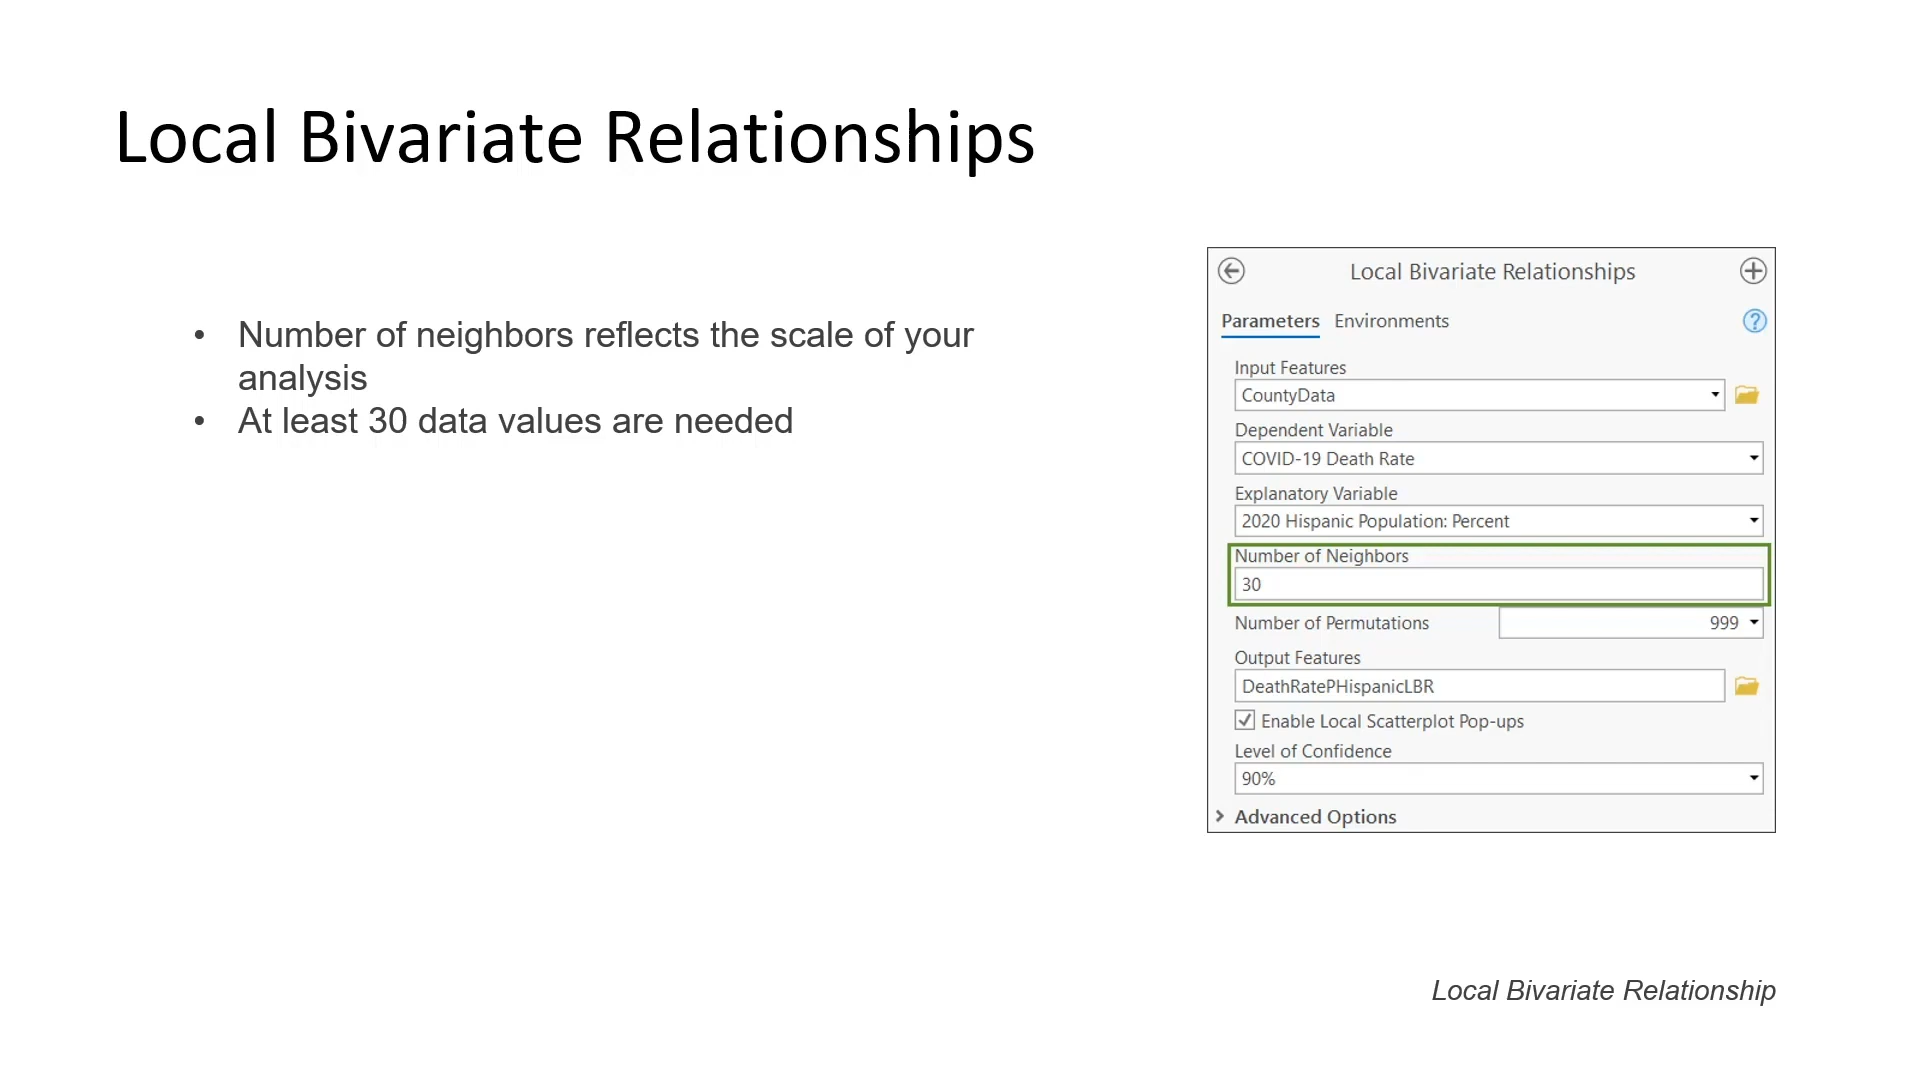 Local Bivariate Relationships
• Number of neighbors reflects the scale of your
analysis
• At least 30 data values are needed
Local Bivariate Relationships
Parameters Environments
Input Features
CountyData
Dependent Variable
COVID-19 Death Rate
Explanatory Variable
2020 Hispanic Population: Percent
Number of Neighbors
30
Number of Permutations 999
Output Features
DeathRatePHispanicLBR
Enable Local Scatterplot Pop-ups
Level of Confidence
90%
Advanced Options
Local Bivariate Relationship